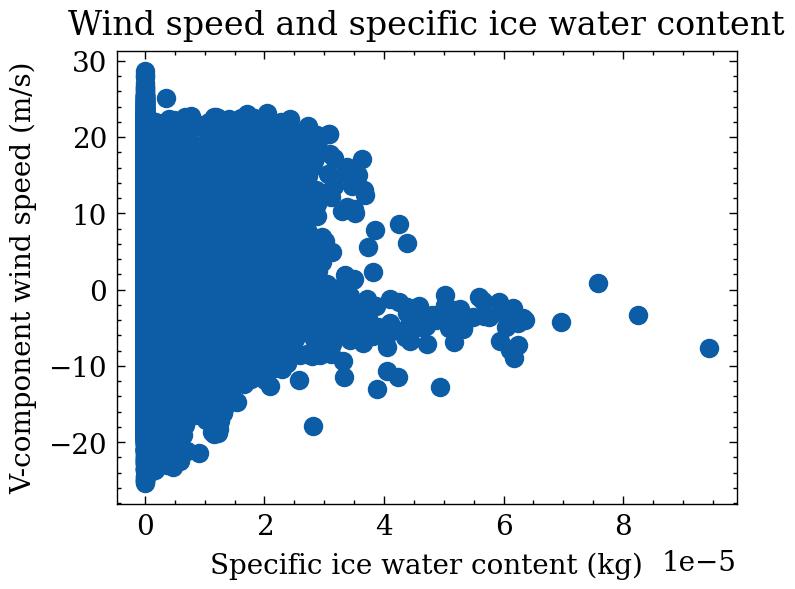 Wind speed and specific ice water content
V-component wind speed (m/s)
30
20
10
0
−10
−20
0 2 4 6 8
Specific ice water content (kg) 1e−5